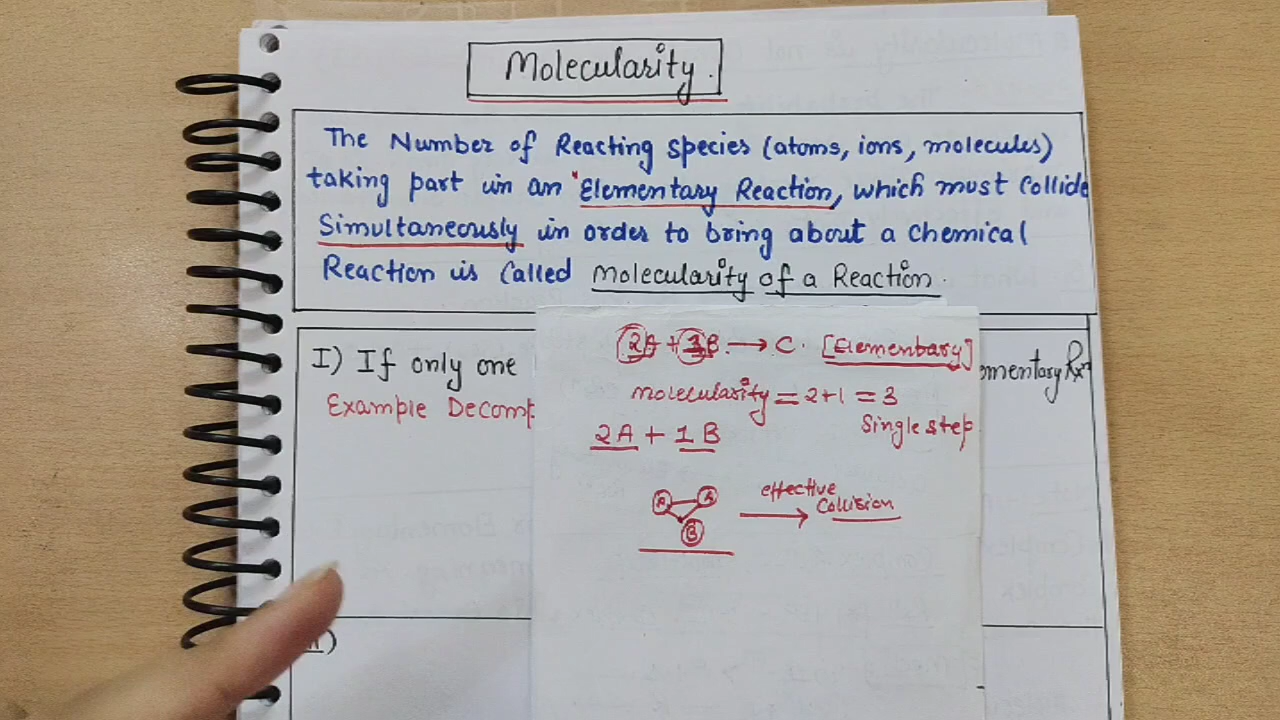 Molecularity.
The Number of Reacting species (atoms, ions, molecules)
taking part in an "Elementary Reaction, which must Collide
Simultaneously in order to bring about a Chemical
Reaction is Called Molecularity of a Reaction.
I) If only one
Example Decomp
ementary Rxⁿ
2A + 1B → C. [Elementary]
molecularity = 2+1 = 3
Single step
2A + 1B
A A
B
effective
Collision